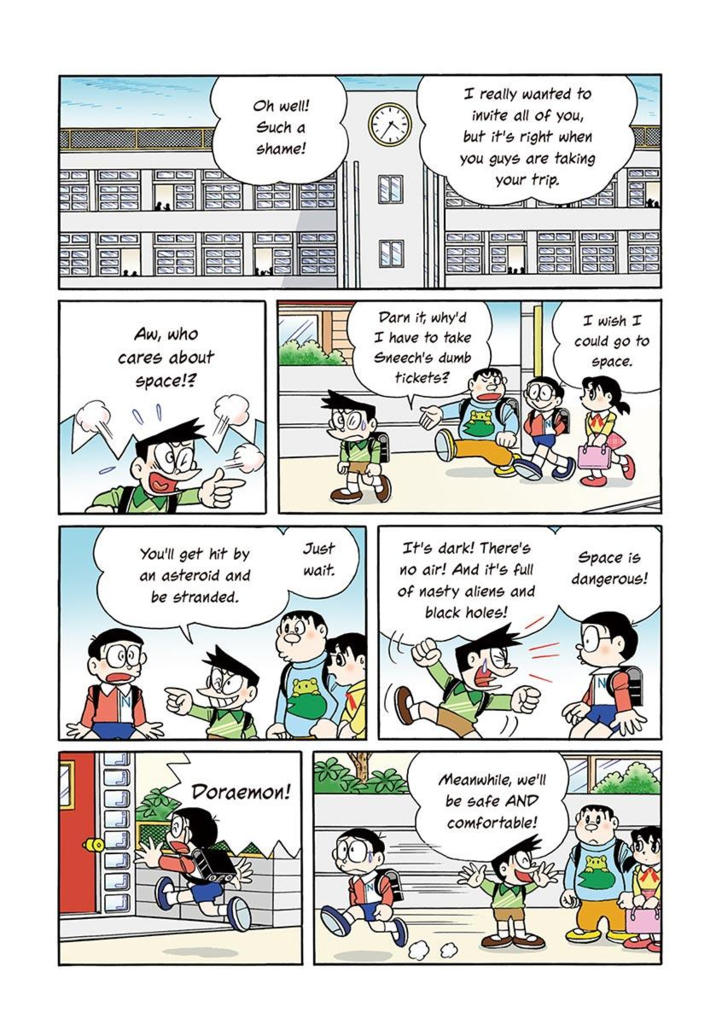 I really wanted to
invite all of you,
but it's right when
you guys are taking
your trip.
Oh well!
Such a
shame!
I wish I
could go to
space.
Darn it, why'd
I have to take
Sneech's dumb
tickets?
Aw, who
cares about
space!?
Space is
dangerous!
It's dark! There's
no air! And it's full
of nasty aliens and
black holes!
Just
wait.
You'll get hit by
an asteroid and
be stranded.
Meanwhile, we'll
be safe AND
comfortable!
Doraemon!